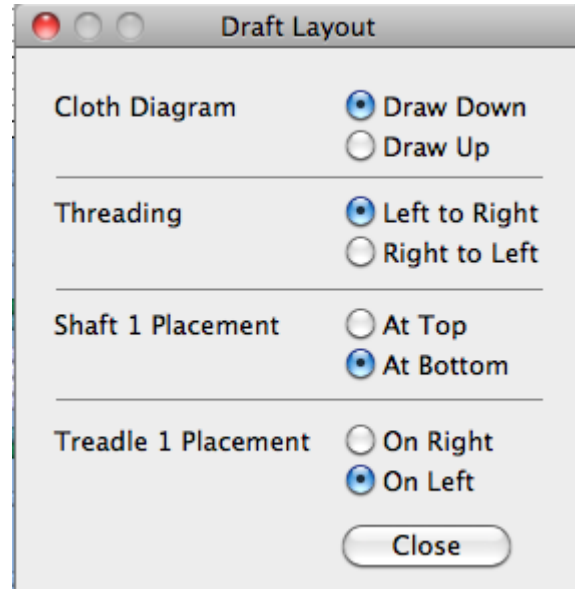 Draft Layout
Cloth Diagram Draw Down
Draw Up
Threading Left to Right
Right to Left
Shaft 1 Placement At Top
At Bottom
Treadle 1 Placement On Right
On Left
Close